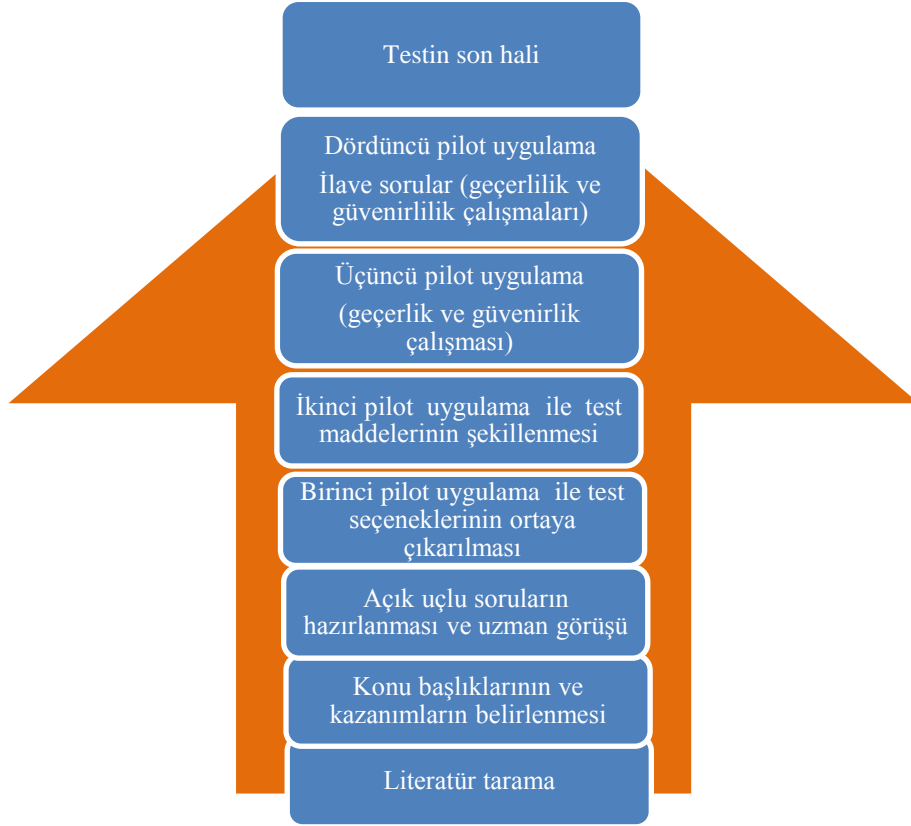 Testin son hali
Dördüncü pilot uygulama
İlave sorular (geçerlilik ve
güvenirlilik çalışmaları)
Üçüncü pilot uygulama
(geçerlik ve güvenirlik
çalışması)
İkinci pilot uygulama ile test
maddelerinin şekillenmesi
Birinci pilot uygulama ile test
seçeneklerinin ortaya
çıkarılması
Açık uçlu soruların
hazırlanması ve uzman görüşü
Konu başlıklarının ve
kazanımların belirlenmesi
Literatür tarama